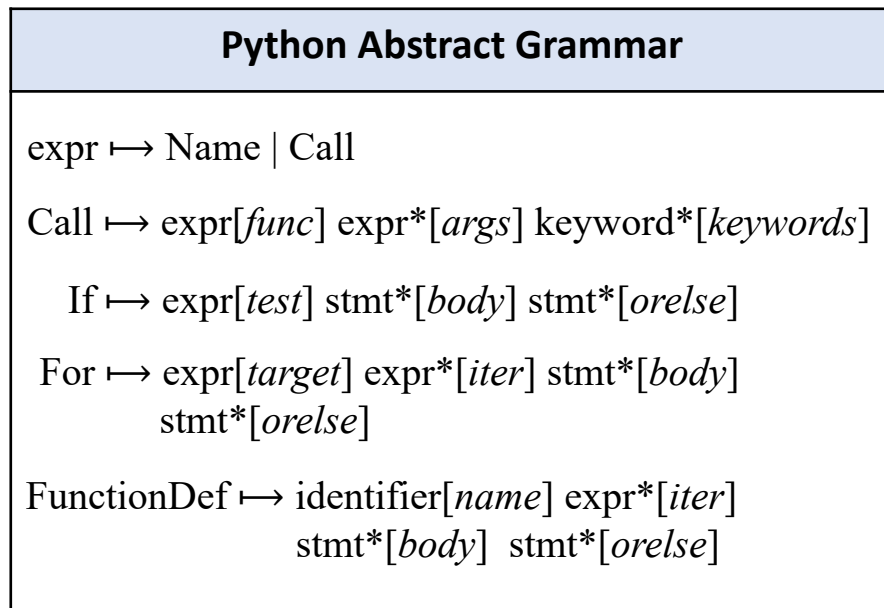 Python Abstract Grammar
expr ⟼ Name | Call
Call ⟼ expr[func] expr*[args] keyword*[keywords]
If ⟼ expr[test] stmt*[body] stmt*[orelse]
For ⟼ expr[target] expr*[iter] stmt*[body]
stmt*[orelse]
FunctionDef ⟼ identifier[name] expr*[iter]
stmt*[body] stmt*[orelse]